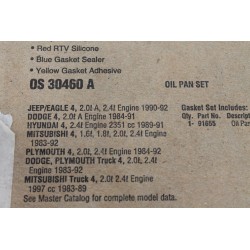 • Red RTV Silicone
• Blue Gasket Sealer
• Yellow Gasket Adhesive
OS 30460 A
OIL PAN SET
JEEP/EAGLE 4, 2.0ℓ, 2.4ℓ Engine 1990-92
DODGE 4, 2.0ℓ A Engine 1984-91
HYUNDAI 4, 2.4ℓ Engine 2351 cc 1989-91
MITSUBISHI 4, 1.8ℓ, 2.0ℓ, 2.4ℓ Engine
1983-92
PLYMOUTH 4, 2.0ℓ, 2.4ℓ Engine 1984-92
DODGE, PLYMOUTH Truck 4, 2.0ℓ, 2.4ℓ Engine
1983-92
MITSUBISHI Truck 4, 2.0ℓ, 2.4ℓ Engine
1997 cc 1983-89
See Master Catalog for complete model data.
Gasket Set Includes:
Qty. Part No. Descript
1- 91655 Oil Pa